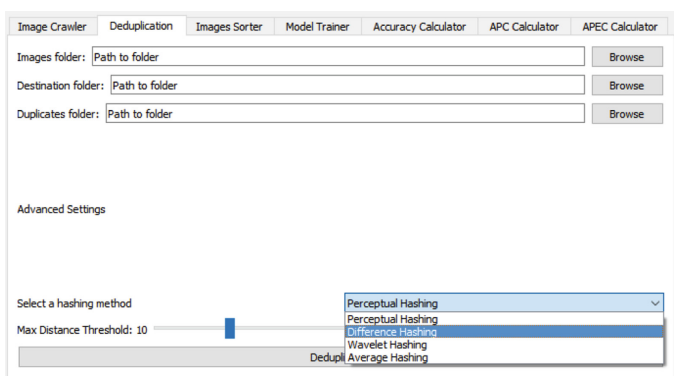 Image Crawler Deduplication Images Sorter Model Trainer Accuracy Calculator APC Calculator APEC Calculator
Images folder: Path to folder Browse
Destination folder: Path to folder Browse
Duplicates folder: Path to folder Browse
Advanced Settings
Select a hashing method Perceptual Hashing
Perceptual Hashing
Max Distance Threshold: 10 Difference Hashing
Wavelet Hashing
Dedupli Average Hashing